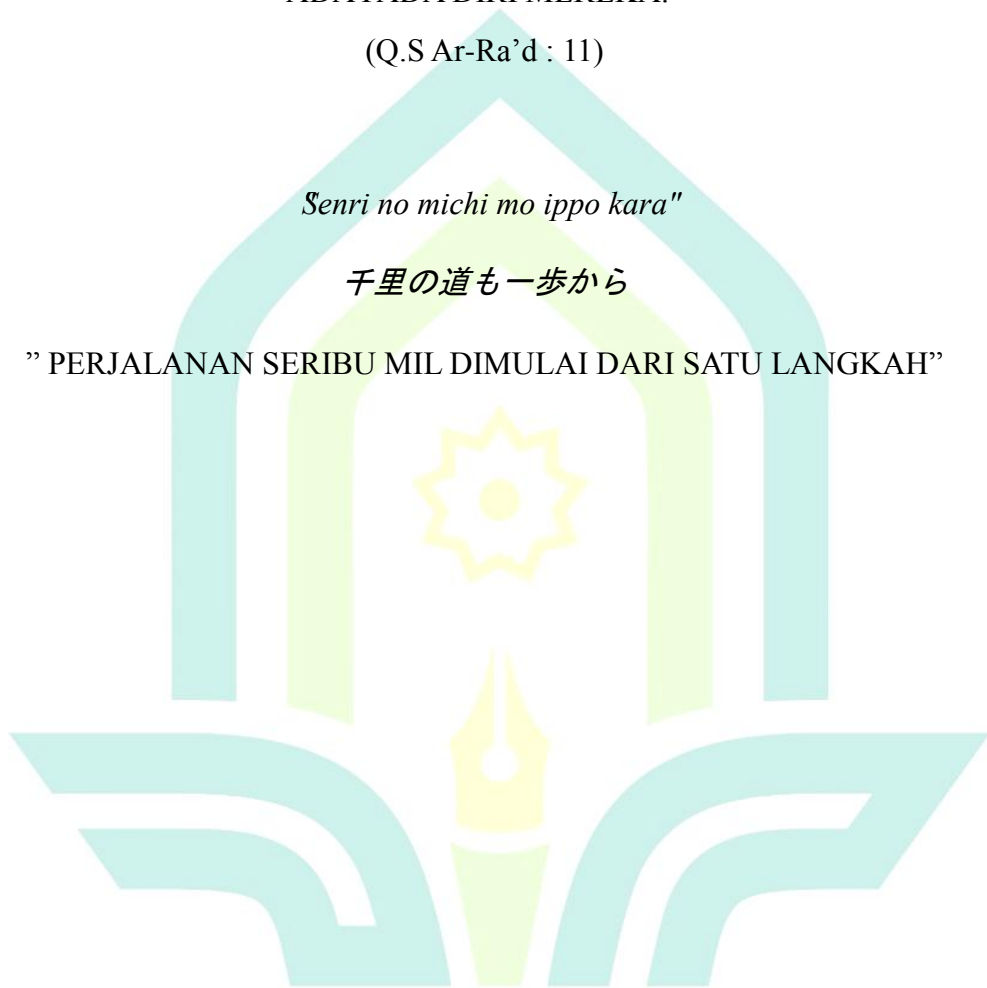 (Q.S Ar-Ra’d : 11)
"Senri no michi mo ippo kara"
千里の道も一歩から
” PERJALANAN SERIBU MIL DIMULAI DARI SATU LANGKAH”